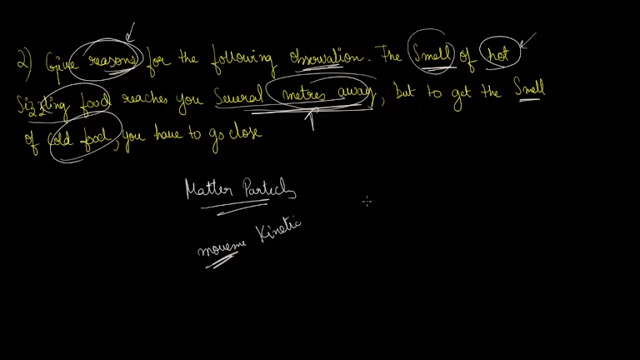 2) Give reasons for the following observation. The Smell of hot
Sizzling food reaches you Several metres away, but to get the Smell
of cold food, you have to go close
Matter Particles
moveme Kinetic